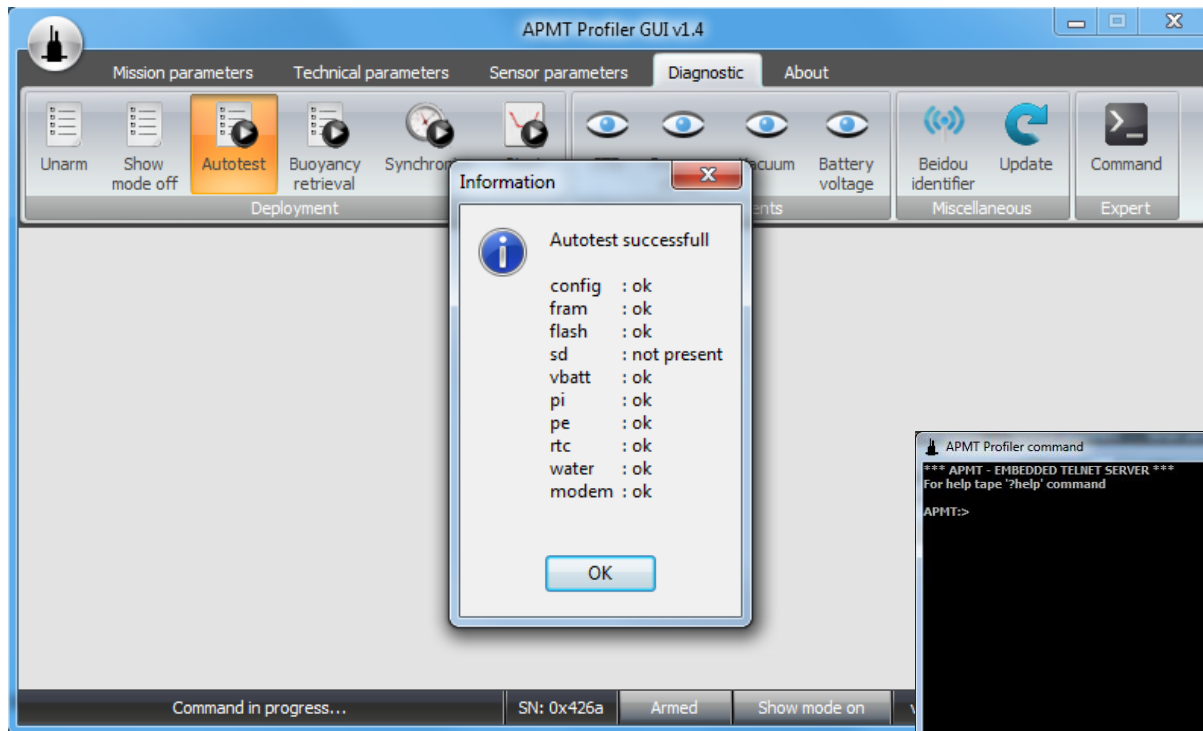 APMT Profiler GUI v1.4
Mission parameters
Technical parameters
Sensor parameters
Diagnostic
About
Unarm
Show
mode off
Autotest
Buoyancy
retrieval
Battery
voltage
Beidou
identifier
Update
Command
Deployment
Miscellaneous
Expert
Information
Autotest successfull
config : ok
fram : ok
flash : ok
sd : not present
vbatt : ok
pi : ok
pe : ok
rtc : ok
water : ok
modem : ok
OK
APMT Profiler command
*** APMT - EMBEDDED TELNET SERVER ***
For help tape '?help' command
APMT:>
Command in progress...
SN: 0x426a
Armed
Show mode on